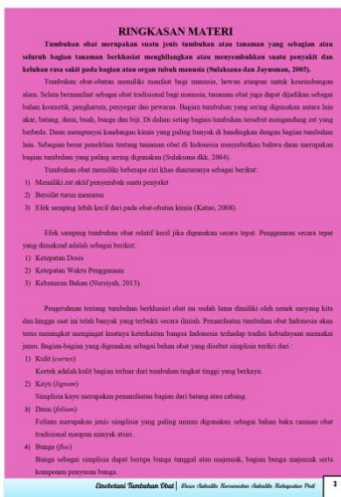 RINGKASAN MATERI
Tumbuhan obat merupakan suatu jenis tumbuhan atau tanaman yang sebagian atau
seluruh bagian tanaman berkhasiat menghilangkan atau menyembuhkan suatu penyakit dan
keluhan rasa sakit pada bagian atau organ tubuh manusia (Sulaksana dan Jayusman, 2005).
Tumbuhan obat-obatan memiliki manfaat bagi manusia, hewan ataupun untuk keseimbangan
alam. Selain bermanfaat sebagai obat tradisional bagi manusia, tanaman obat juga dapat dijadikan sebagai
bahan kosmetik, pengharum, penyegar dan pewarna. Bagian tumbuhan yang sering digunakan antara lain
akar, batang, daun, buah, bunga dan biji. Di dalam setiap bagian tumbuhan tersebut mengandung zat yang
berbeda. Daun mempunyai kandungan kimia yang paling banyak di bandingkan dengan bagian tumbuhan
lain. Sebagian besar penelitian tentang tanaman obat di Indonesia menyebutkan bahwa daun merupakan
bagian tumbuhan yang paling sering digunakan (Sulaksana dkk, 2004).
Tumbuhan obat memiliki beberapa ciri khas diantaranya sebagai berikut:
1) Memiliki zat aktif penyembuh suatu penyakit
2) Bersifat turun menurun
3) Efek samping lebih kecil dari pada obat-obatan kimia (Katno, 2008).
Efek samping tumbuhan obat relatif kecil jika digunakan secara tepat. Penggunaan secara tepat
yang dimaksud adalah sebagai berikut:
1) Ketepatan Dosis
2) Ketepatan Waktu Penggunaan
3) Kebenaran Bahan (Nursiyah, 2013).
Pengetahuan tentang tumbuhan berkhasiat obat ini sudah lama dimiliki oleh nenek moyang kita
dan hingga saat ini telah banyak yang terbukti secara ilmiah. Pemanfaatan tumbuhan obat Indonesia akan
terus meningkat mengingat kuatnya keterkaitan bangsa Indonesia terhadap tradisi kebudayaan memakai
jamu. Bagian-bagian yang digunakan sebagai bahan obat yang disebut simplisia terdiri dari :
1) Kulit (cortex)
Kortek adalah kulit bagian terluar dari tumbuhan tingkat tinggi yang berkayu.
2) Kayu (lignum)
Simplisia kayu merupakan pemanfaatan bagian dari batang atau cabang.
3) Daun (folium)
Folium merupakan jenis simplisia yang paling umum digunakan sebagai bahan baku ramuan obat
tradisional maupun minyak atsiri.
4) Bunga (flos)
Bunga sebagai simplisia dapat berupa bunga tunggal atau majemuk, bagian bunga majemuk serta
komponen penyusun bunga.
Etnobotani Tumbuhan Obat | Desa Kecamatan Kabupaten Pati
3